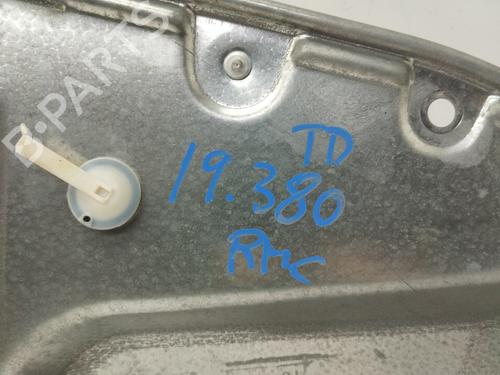 B-PARTS
TD
19.380
RMC